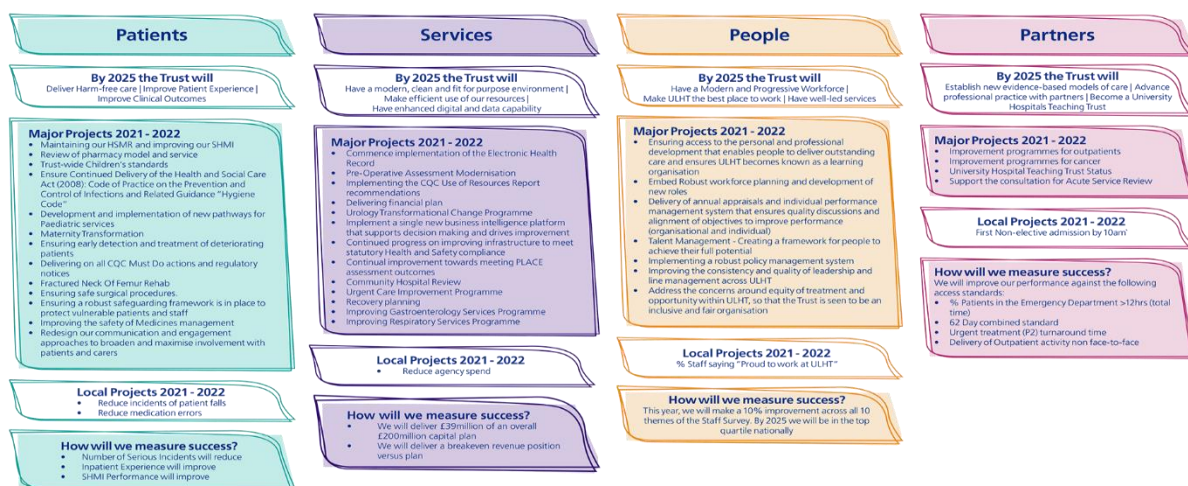 Patients
By 2025 the Trust will
Deliver Harm-free care | Improve Patient Experience |
Improve Clinical Outcomes
Major Projects 2021 - 2022
• Maintaining our HSMR and improving our SHMI
• Review of pharmacy model and service
• Trust-wide Children's standards
• Ensure Continued Delivery of the Health and Social Care
Act (2008): Code of Practice on the Prevention and
Control of Infections and Related Guidance "Hygiene
Code"
• Development and implementation of new pathways for
Paediatric services
• Maternity Transformation
• Ensuring early detection and treatment of deteriorating
patients
• Delivering on all CQC Must Do actions and regulatory
notices
• Fractured Neck Of Femur Rehab
• Ensuring safe surgical procedures.
• Ensuring a robust safeguarding framework is in place to
protect vulnerable patients and staff
• Improving the safety of Medicines management
• Redesign our communication and engagement
approaches to broaden and maximise involvement with
patients and carers
Local Projects 2021 - 2022
• Reduce incidents of patient falls
• Reduce medication errors
How will we measure success?
• Number of Serious Incidents will reduce
• Inpatient Experience will improve
• SHMI Performance will improve
Services
By 2025 the Trust will
Have a modern, clean and fit for purpose environment |
Make efficient use of our resources |
Have enhanced digital and data capability
Major Projects 2021 - 2022
• Commence implementation of the Electronic Health
Record
• Pre-Operative Assessment Modernisation
• Implementing the CQC Use of Resources Report
recommendations
• Delivering financial plan
• Urology Transformational Change Programme
• Implement a single new business intelligence platform
that supports decision making and drives improvement
• Continued progress on improving infrastructure to meet
statutory Health and Safety compliance
• Continual improvement towards meeting PLACE
assessment outcomes
• Community Hospital Review
• Urgent Care Improvement Programme
• Recovery planning
• Improving Gastroenterology Services Programme
• Improving Respiratory Services Programme
Local Projects 2021 - 2022
• Reduce agency spend
How will we measure success?
• We will deliver £39million of an overall
£200million capital plan
• We will deliver a breakeven revenue position
versus plan
People
By 2025 the Trust will
Have a Modern and Progressive Workforce |
Make ULHT the best place to work | Have well-led services
Major Projects 2021 - 2022
• Ensuring access to the personal and professional
development that enables people to deliver outstanding
care and ensures ULHT becomes known as a learning
organisation
• Embed Robust workforce planning and development of
new roles
• Delivery of annual appraisals and individual performance
management system that ensures quality discussions and
alignment of objectives to improve performance
(organisational and individual)
• Talent Management - Creating a framework for people to
achieve their full potential
• Implementing a robust policy management system
• Improving the consistency and quality of leadership and
line management across ULHT
• Address the concerns around equity of treatment and
opportunity within ULHT, so that the Trust is seen to be an
inclusive and fair organisation
Local Projects 2021 - 2022
% Staff saying "Proud to work at ULHT"
How will we measure success?
This year, we will make a 10% improvement across all 10
themes of the Staff Survey. By 2025 we will be in the top
quartile nationally
Partners
By 2025 the Trust will
Establish new evidence-based models of care | Advance
professional practice with partners | Become a University
Hospitals Teaching Trust
Major Projects 2021 - 2022
• Improvement programmes for outpatients
• Improvement programmes for cancer
• University Hospital Teaching Trust Status
• Support the consultation for Acute Service Review
Local Projects 2021 - 2022
First Non-elective admission by 10am'
How will we measure success?
We will improve our performance against the following
access standards:
• % Patients in the Emergency Department >12hrs (total
time)
• 62 Day combined standard
• Urgent treatment (P2) turnaround time
• Delivery of Outpatient activity non face-to-face